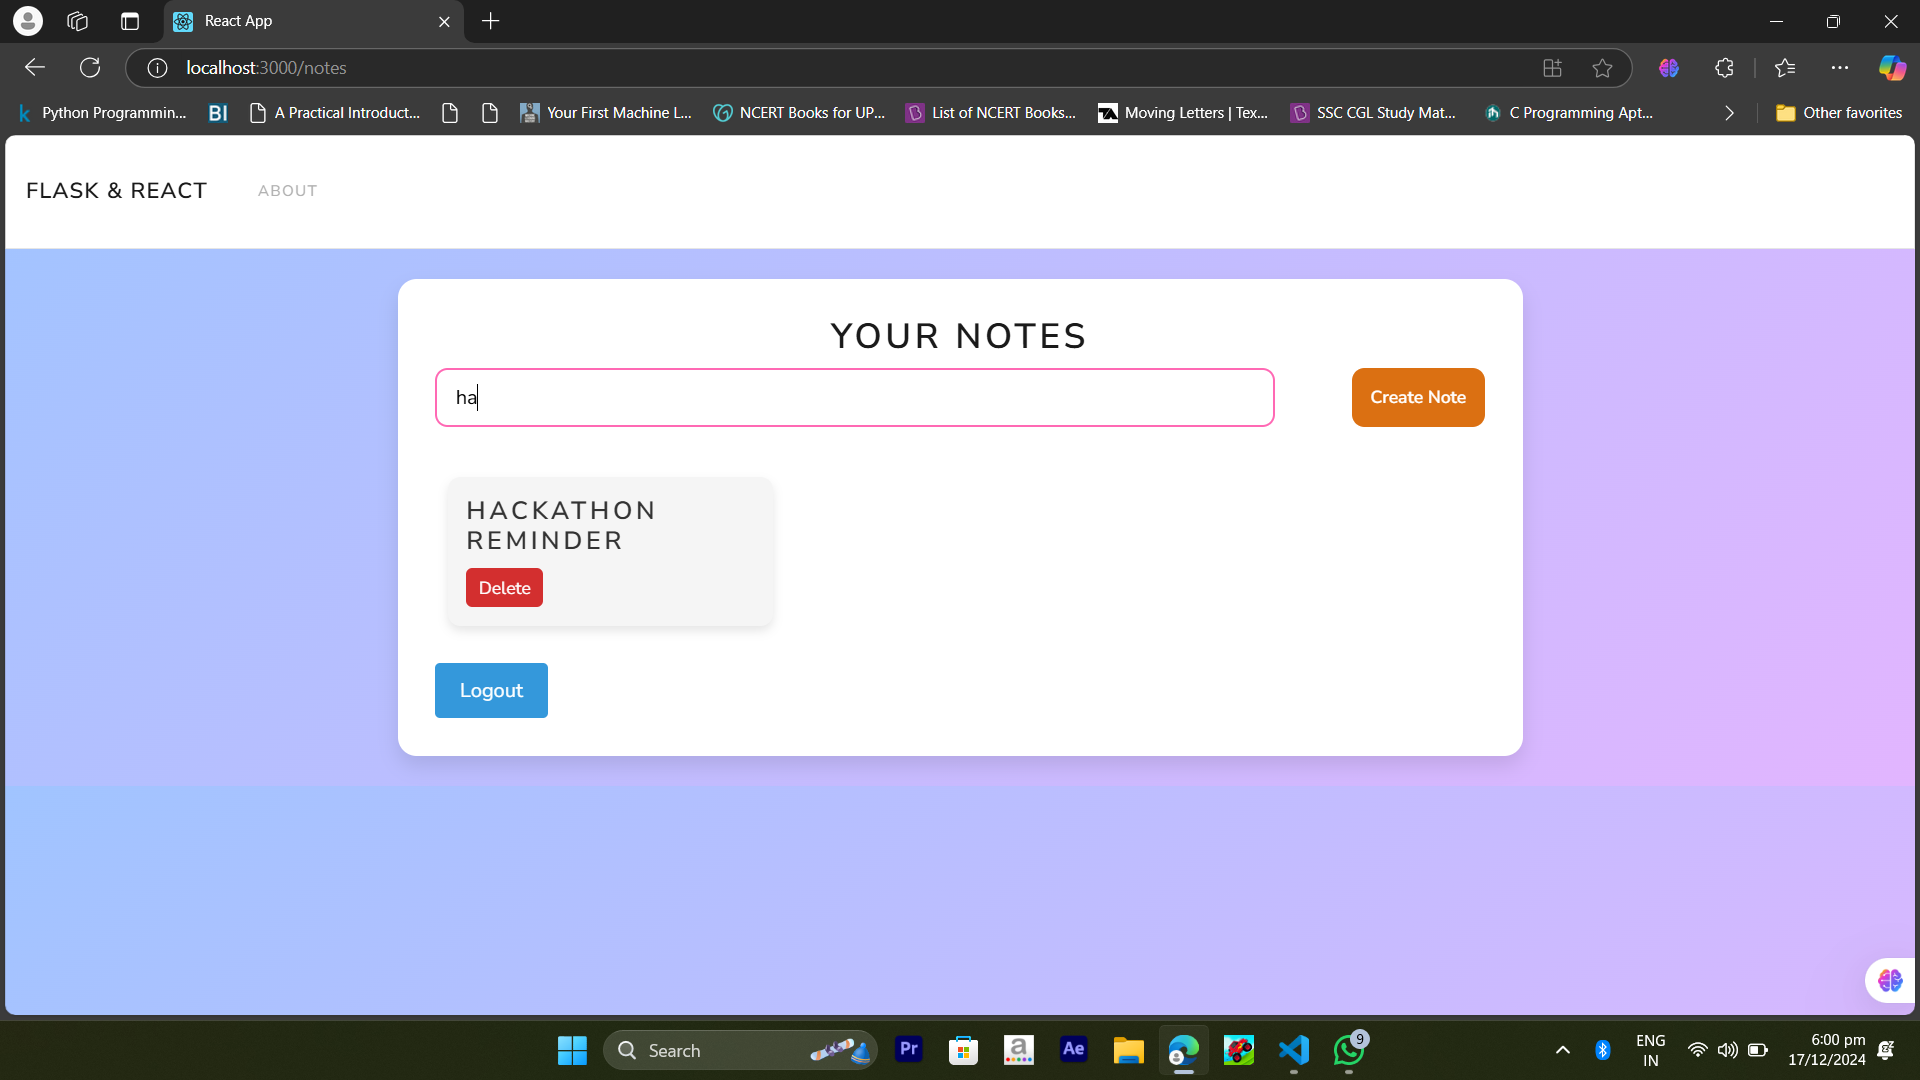 React App
localhost:3000/notes
Python Programmin...
BI
A Practical Introduct...
Your First Machine L...
NCERT Books for UP...
List of NCERT Books...
Moving Letters | Tex...
SSC CGL Study Mat...
C Programming Apt...
Other favorites
FLASK & REACT
ABOUT
YOUR NOTES
ha
Create Note
HACKATHON
REMINDER
Delete
Logout
Search
Pr
a
Ae
9
ENG
IN
6:00 pm
17/12/2024